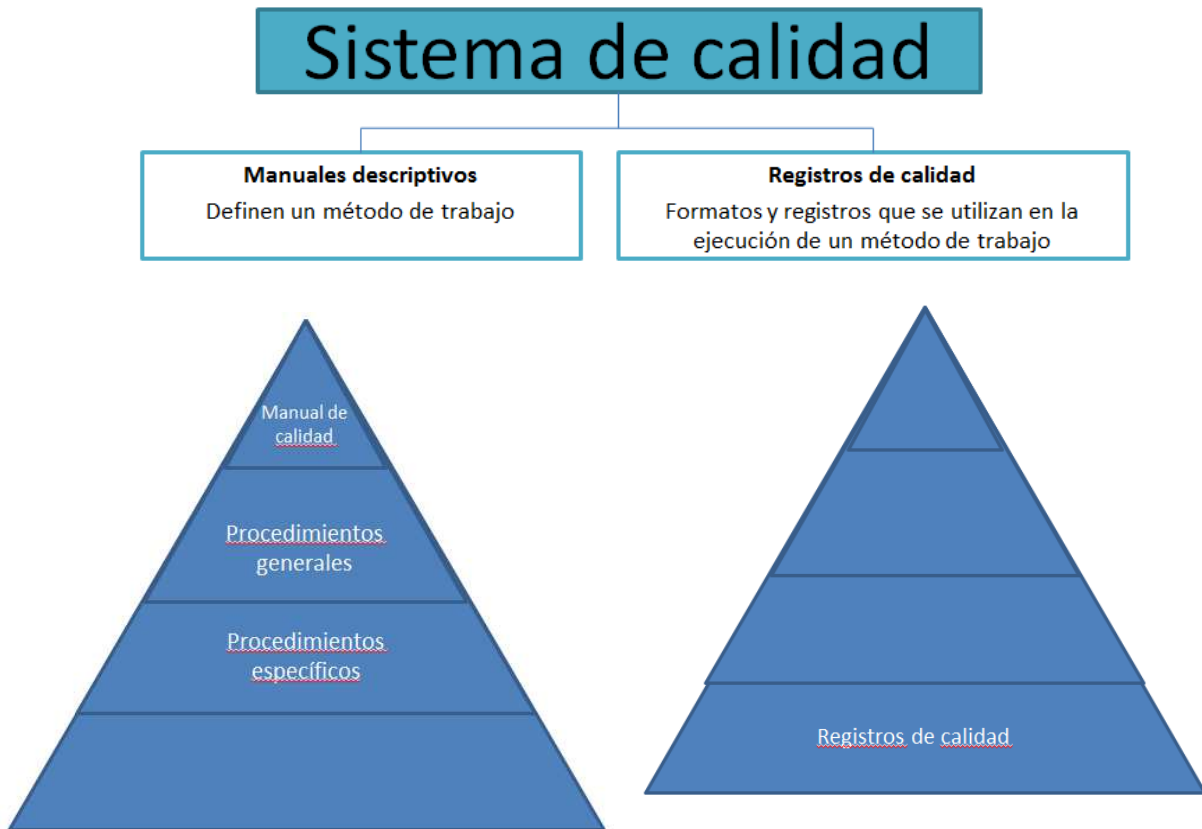 Sistema de calidad
Manuales descriptivos
Definen un método de trabajo
Registros de calidad
Formatos y registros que se utilizan en la
ejecución de un método de trabajo
Manual de
calidad
Procedimientos
generales
Procedimientos
específicos
Registros de calidad